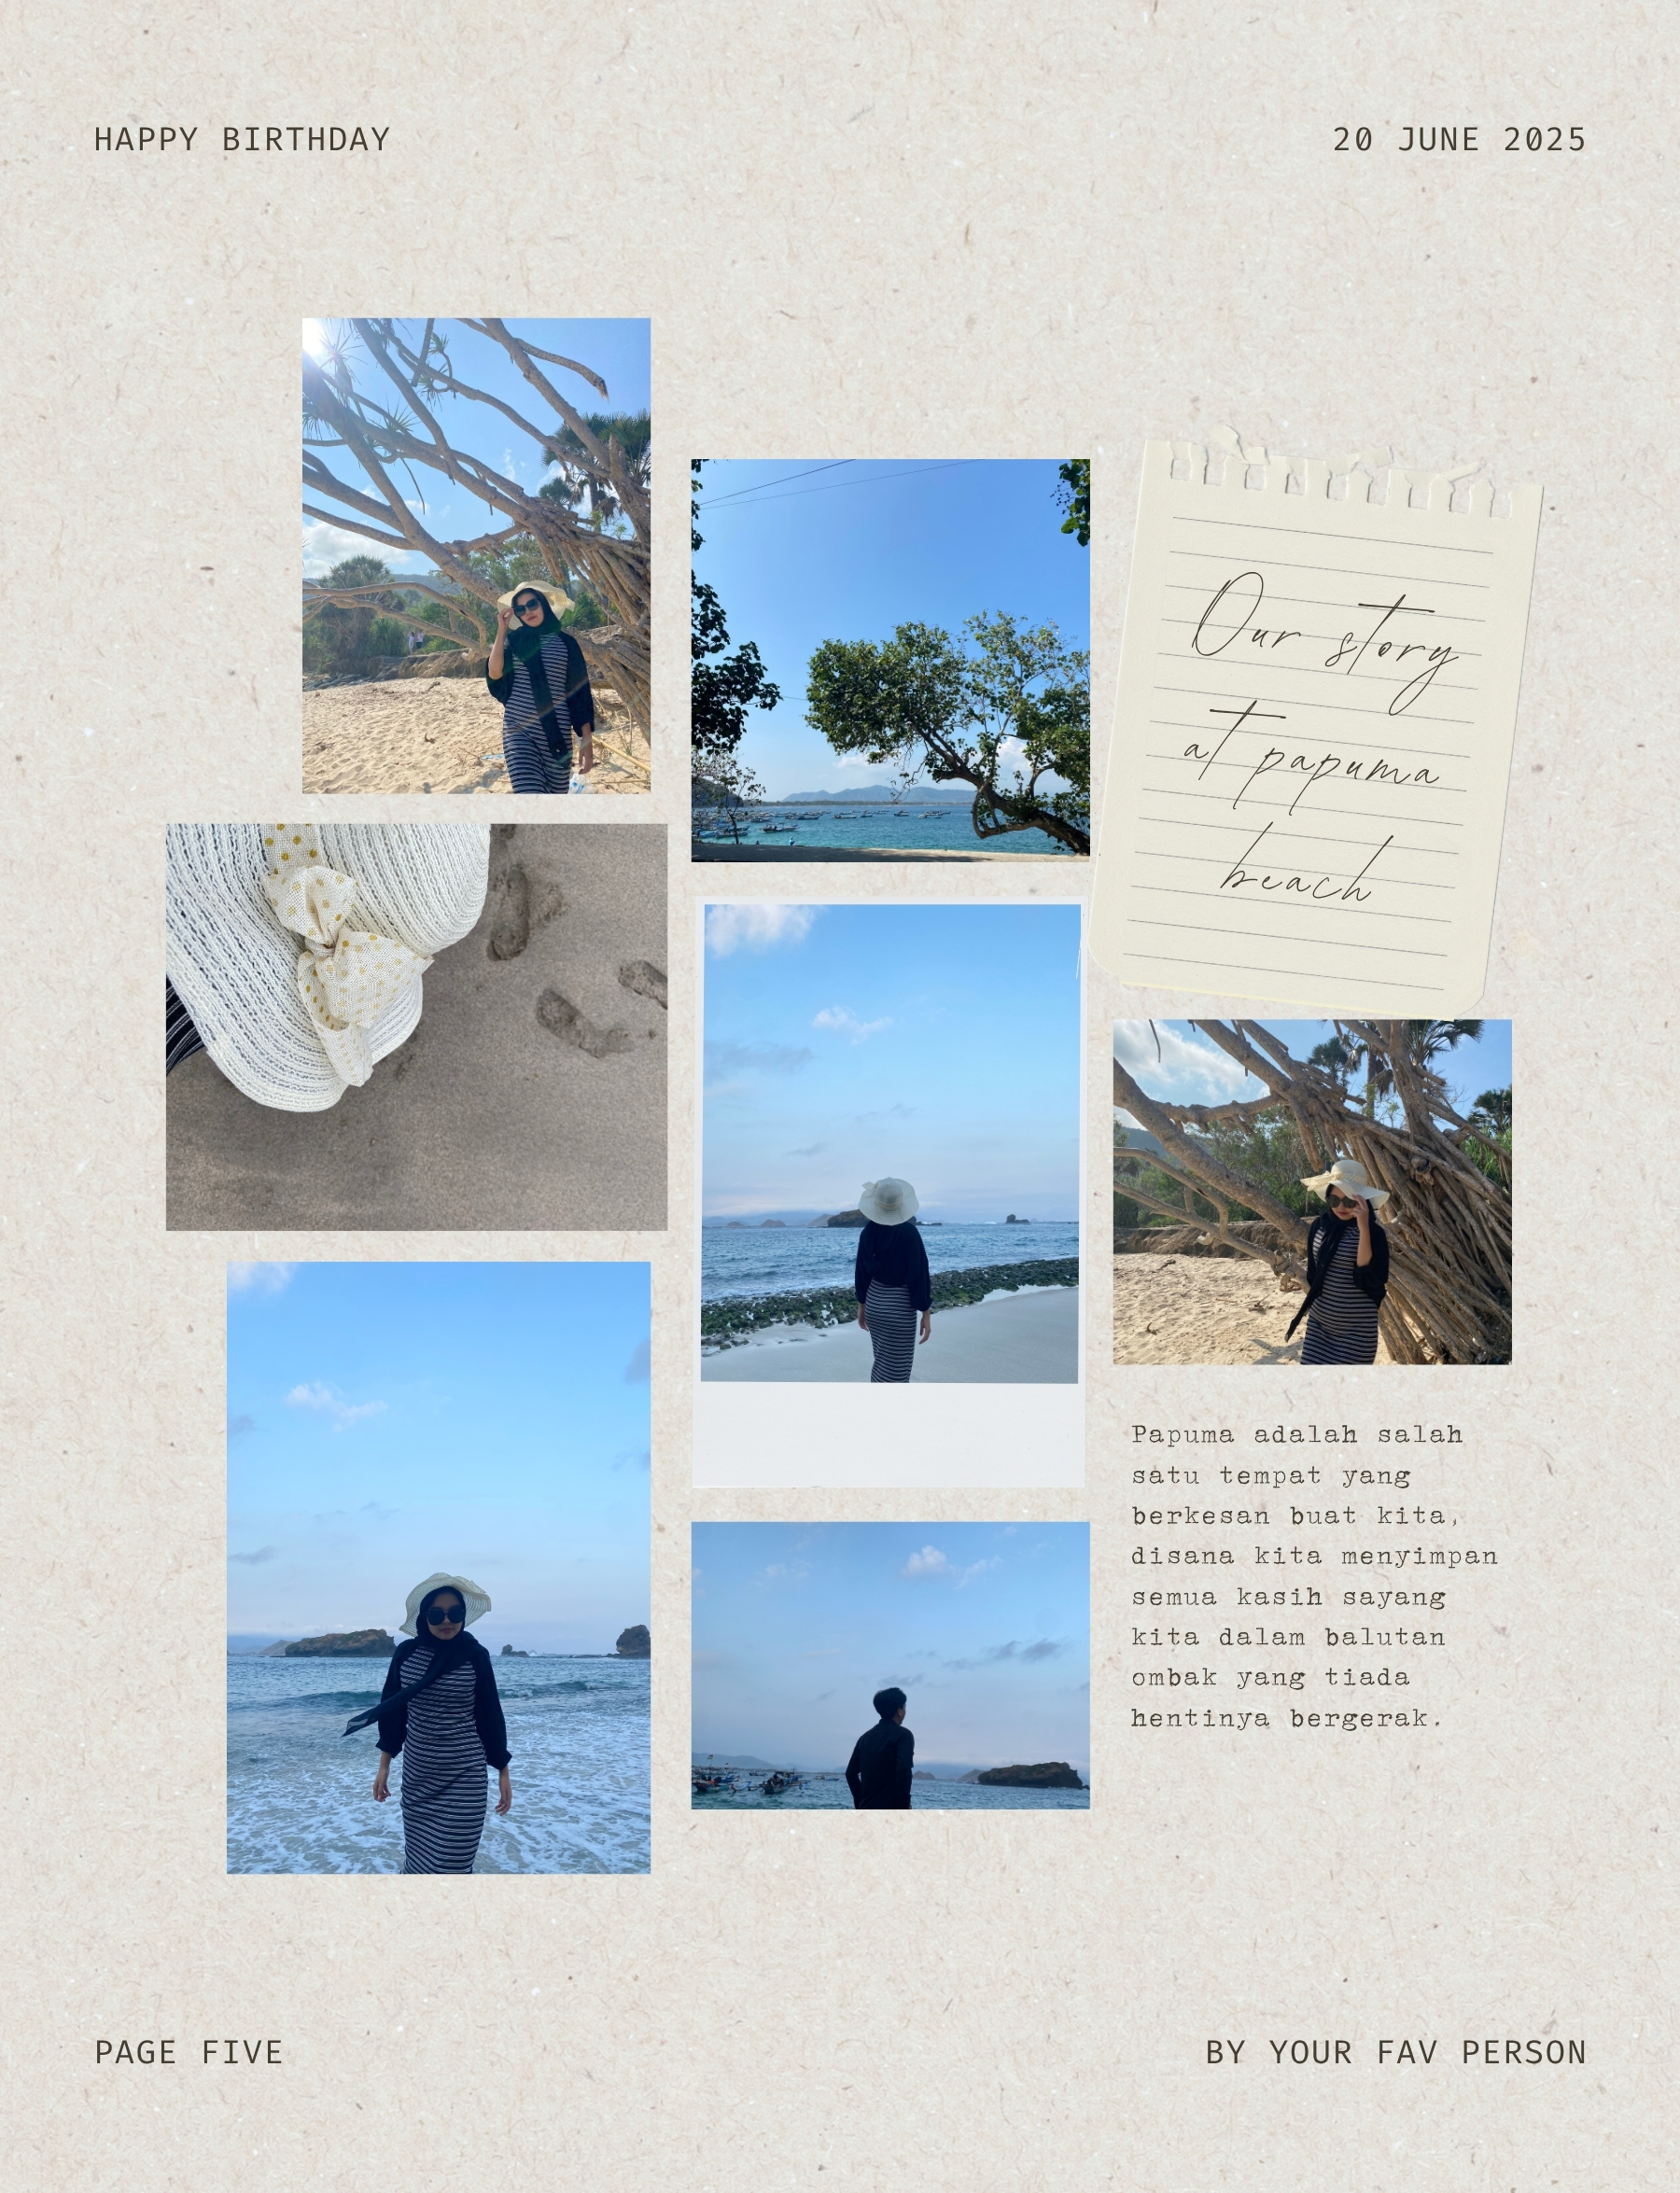 HAPPY BIRTHDAY
20 JUNE 2025
Our story
at papuma
beach
Papuma adalah salah
satu tempat yang
berkesan buat kita,
disana kita menyimpan
semua kasih sayang
kita dalam balutan
ombak yang tiada
hentinya bergerak.
PAGE FIVE
BY YOUR FAV PERSON